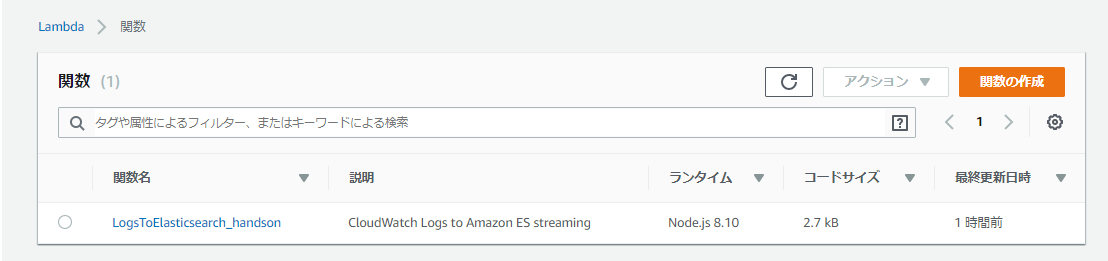 Lambda > 関数
関数 (1)
アクション ▼
関数の作成
タグや属性によるフィルター、またはキーワードによる検索
?
< 1 >
関数名 ▼ 説明 ランタイム ▼ コードサイズ ▼ 最終更新日時 ▼
LogsToElasticsearch_handson CloudWatch Logs to Amazon ES streaming Node.js 8.10 2.7 kB 1 時間前